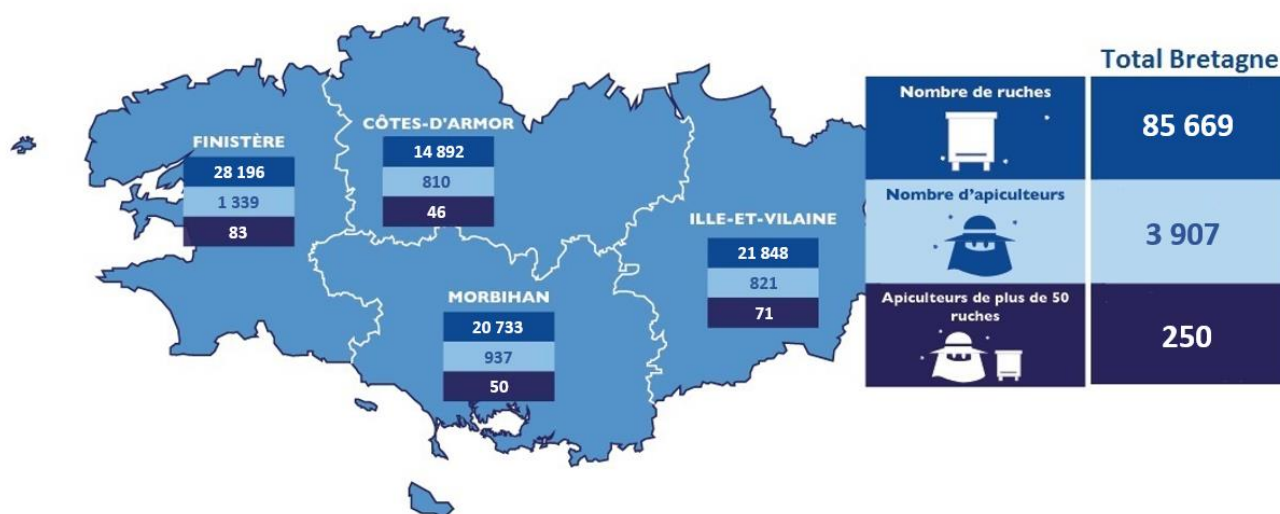 FINISTÈRE
28 196
1 339
83
CÔTES-D'ARMOR
14 892
810
46
MORBIHAN
20 733
937
50
ILLE-ET-VILAINE
21 848
821
71
Total Bretagne
Nombre de ruches
85 669
Nombre d'apiculteurs
3 907
Apiculteurs de plus de 50
ruches
250